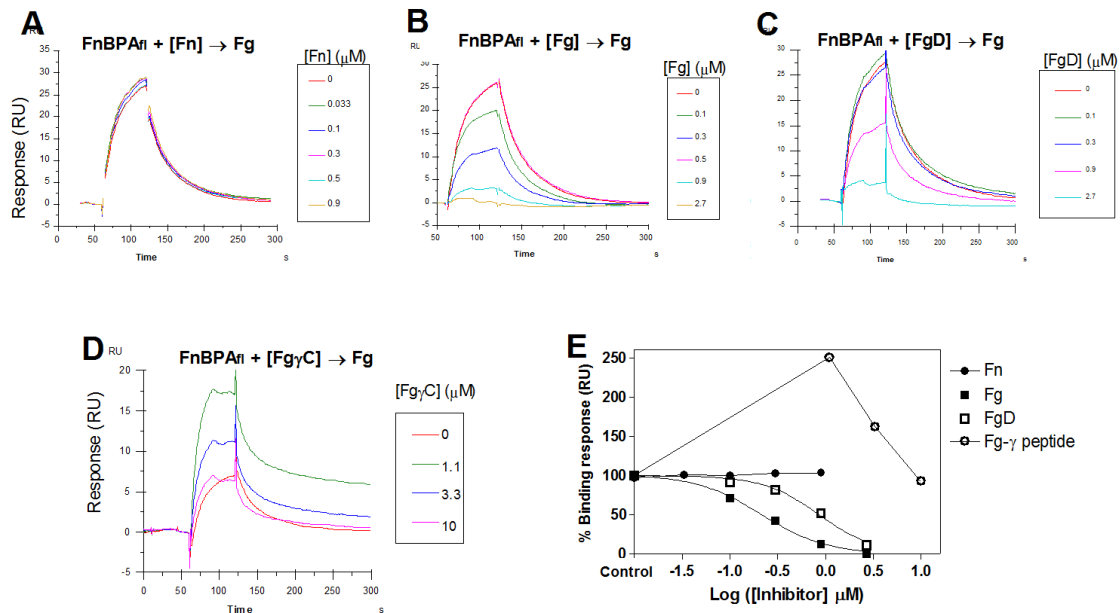 A
FnBPAfl + [Fn] → Fg
RU
35
30
25
20
15
10
5
0
-5
Response (RU)
0 50 100 150 200 250 300
Time s
[Fn] (μM)
0
0.033
0.1
0.3
0.5
0.9
B
FnBPAfl + [Fg] → Fg
RU
35
30
25
20
15
10
5
0
-5
50 100 150 200 250 300
Time s
[Fg] (μM)
0
0.1
0.3
0.5
0.9
2.7
C
FnBPAfl + [FgD] → Fg
RU
30
25
20
15
10
5
0
-5
0 50 100 150 200 250 300
Time s
[FgD] (μM)
0
0.1
0.3
0.9
2.7
D
FnBPAfl + [FgγC] → Fg
RU
20
15
10
5
0
-5
Response (RU)
0 50 100 150 200 250 300
Time s
[FgγC] (μM)
0
1.1
3.3
10
E
% Binding response (RU)
250
200
150
100
50
0
Control -1.5 -1.0 -0.5 0.0 0.5 1.0
Log ([Inhibitor] μM)
Fn
Fg
FgD
Fg-γ peptide